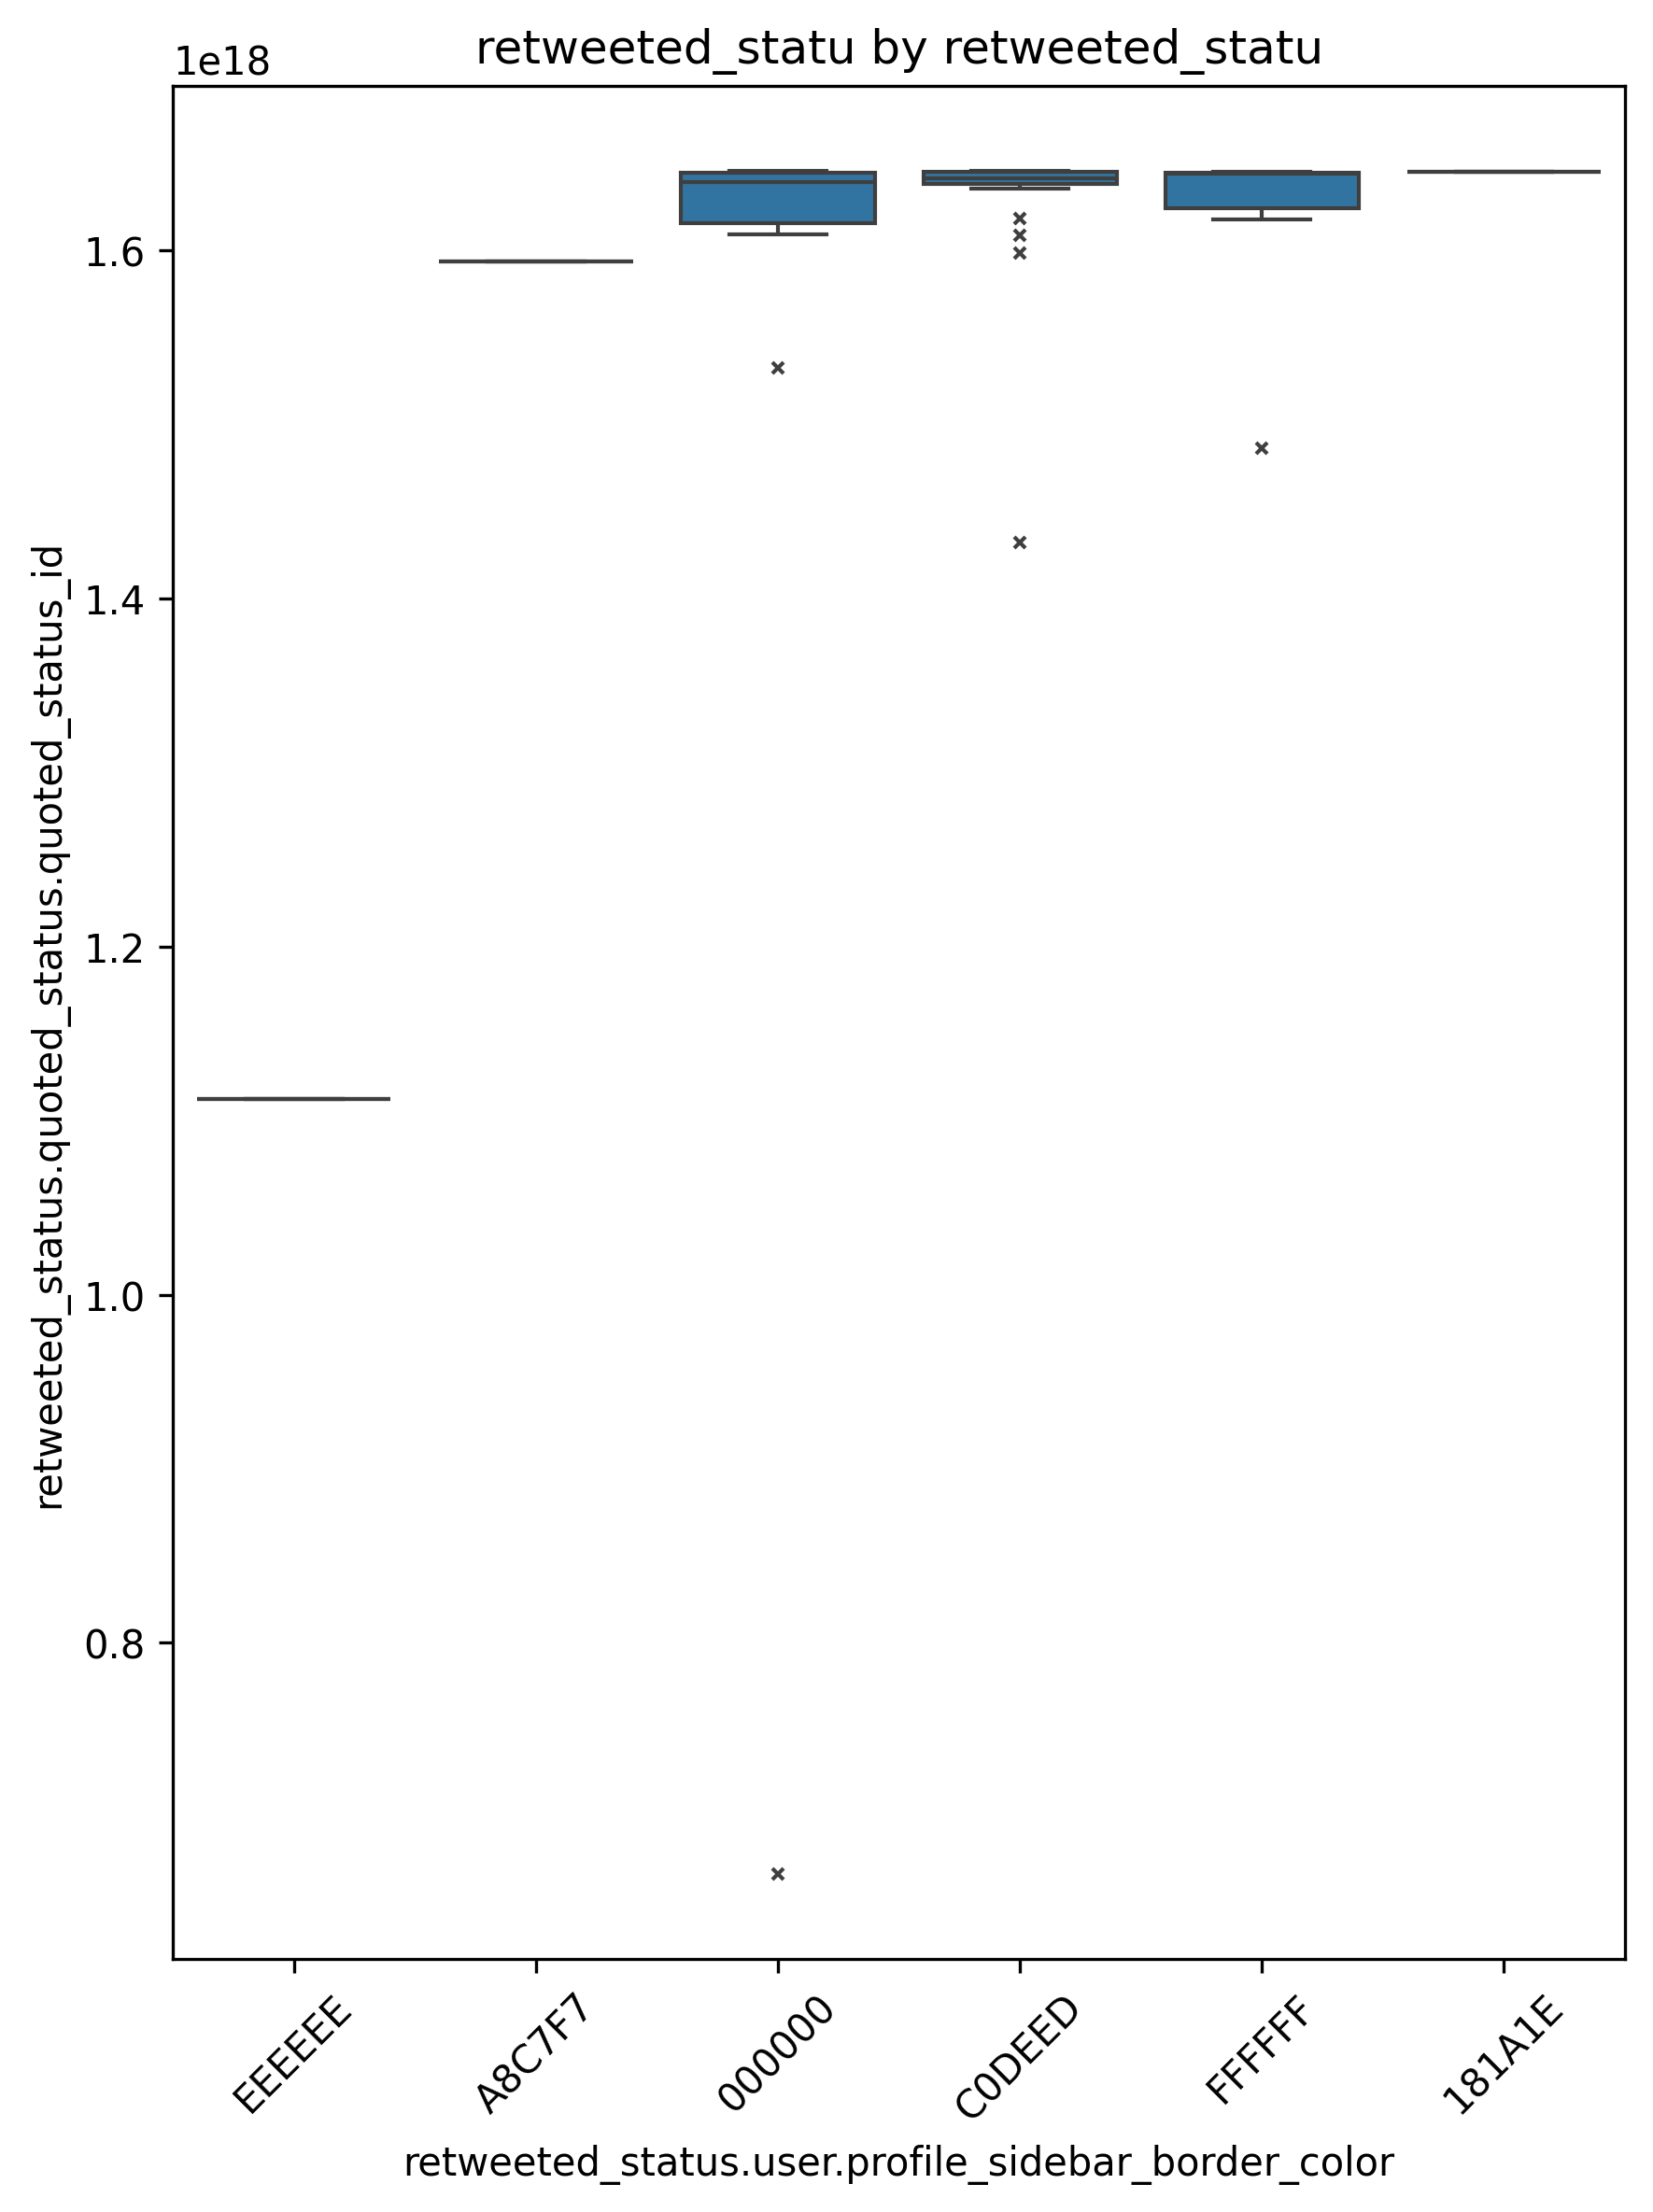 retweeted_statu by retweeted_statu
1e18
1.6
1.4
1.2
1.0
0.8
retweeted_status.quoted_status.quoted_status_id
EEEEEE
A8C7F7
000000
C0DEED
FFFFFF
181A1E
retweeted_status.user.profile_sidebar_border_color